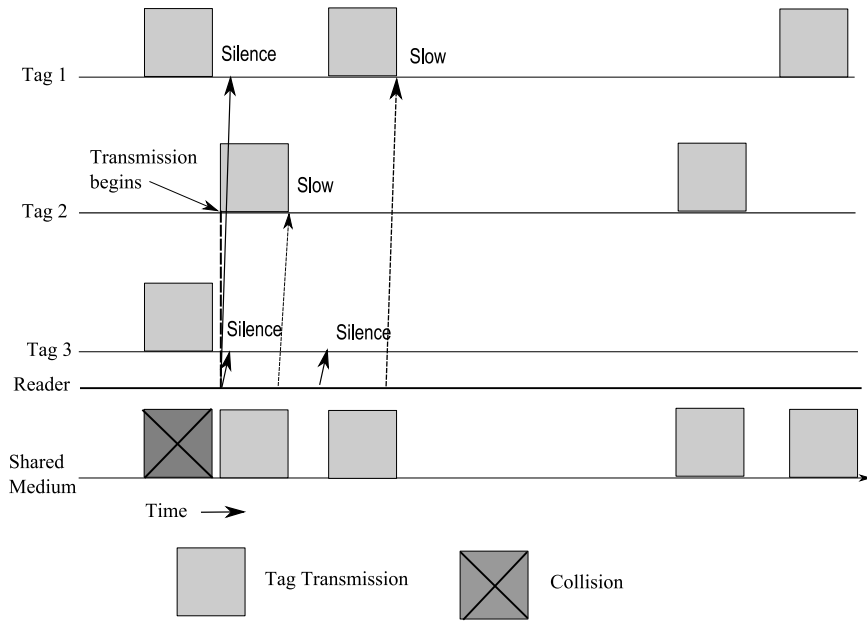 Silence
Slow
Tag 1
Transmission
begins
Slow
Tag 2
Silence
Silence
Tag 3
Reader
Shared
Medium
Time
Tag Transmission
Collision